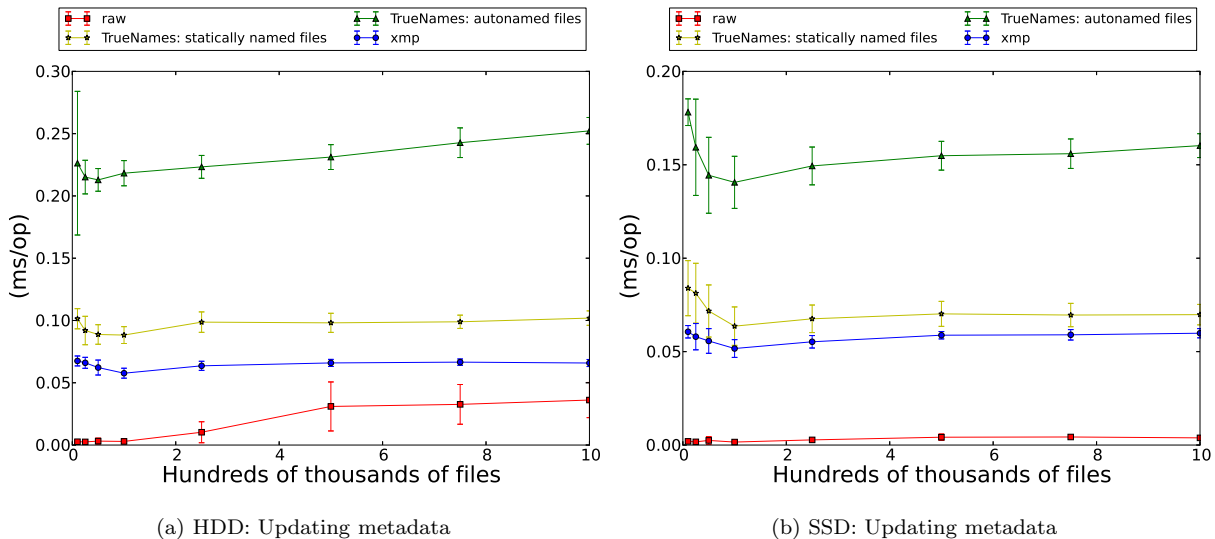 raw
TrueNames: autonamed files
TrueNames: statically named files
xmp
0.30
0.25
0.20
0.15
0.10
0.05
0.00
(ms/op)
0 2 4 6 8 10
Hundreds of thousands of files
(a) HDD: Updating metadata
raw
TrueNames: autonamed files
TrueNames: statically named files
xmp
0.20
0.15
0.10
0.05
0.00
(ms/op)
0 2 4 6 8 10
Hundreds of thousands of files
(b) SSD: Updating metadata